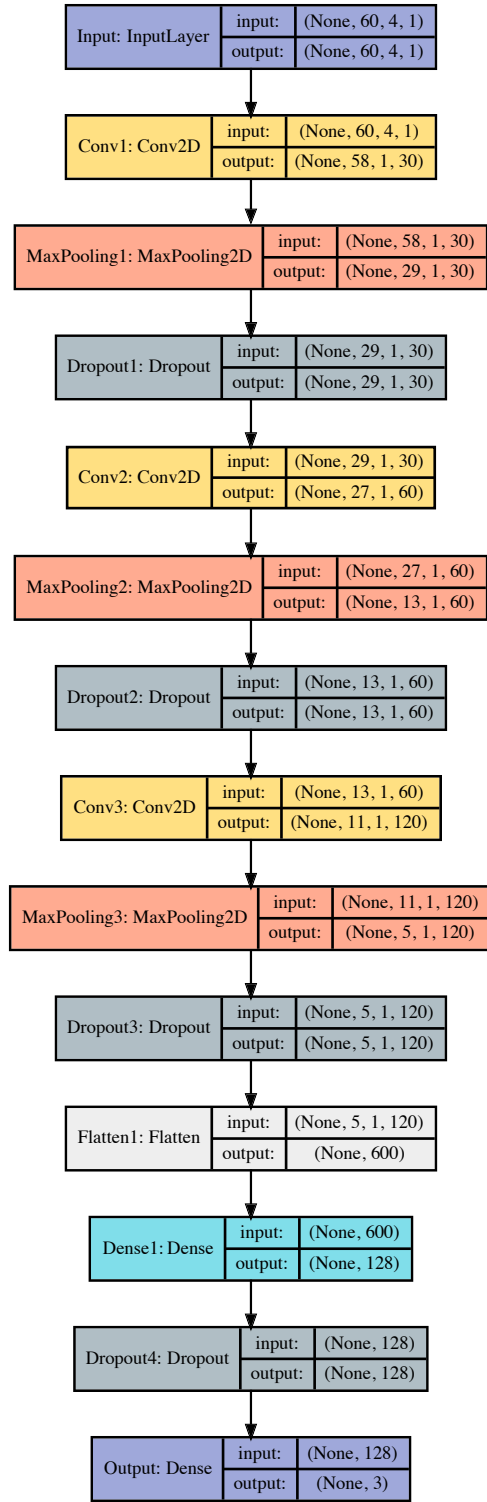 Input: InputLayer
input: (None, 60, 4, 1)
output: (None, 60, 4, 1)
Conv1: Conv2D
input: (None, 60, 4, 1)
output: (None, 58, 1, 30)
MaxPooling1: MaxPooling2D
input: (None, 58, 1, 30)
output: (None, 29, 1, 30)
Dropout1: Dropout
input: (None, 29, 1, 30)
output: (None, 29, 1, 30)
Conv2: Conv2D
input: (None, 29, 1, 30)
output: (None, 27, 1, 60)
MaxPooling2: MaxPooling2D
input: (None, 27, 1, 60)
output: (None, 13, 1, 60)
Dropout2: Dropout
input: (None, 13, 1, 60)
output: (None, 13, 1, 60)
Conv3: Conv2D
input: (None, 13, 1, 60)
output: (None, 11, 1, 120)
MaxPooling3: MaxPooling2D
input: (None, 11, 1, 120)
output: (None, 5, 1, 120)
Dropout3: Dropout
input: (None, 5, 1, 120)
output: (None, 5, 1, 120)
Flatten1: Flatten
input: (None, 5, 1, 120)
output: (None, 600)
Dense1: Dense
input: (None, 600)
output: (None, 128)
Dropout4: Dropout
input: (None, 128)
output: (None, 128)
Output: Dense
input: (None, 128)
output: (None, 3)